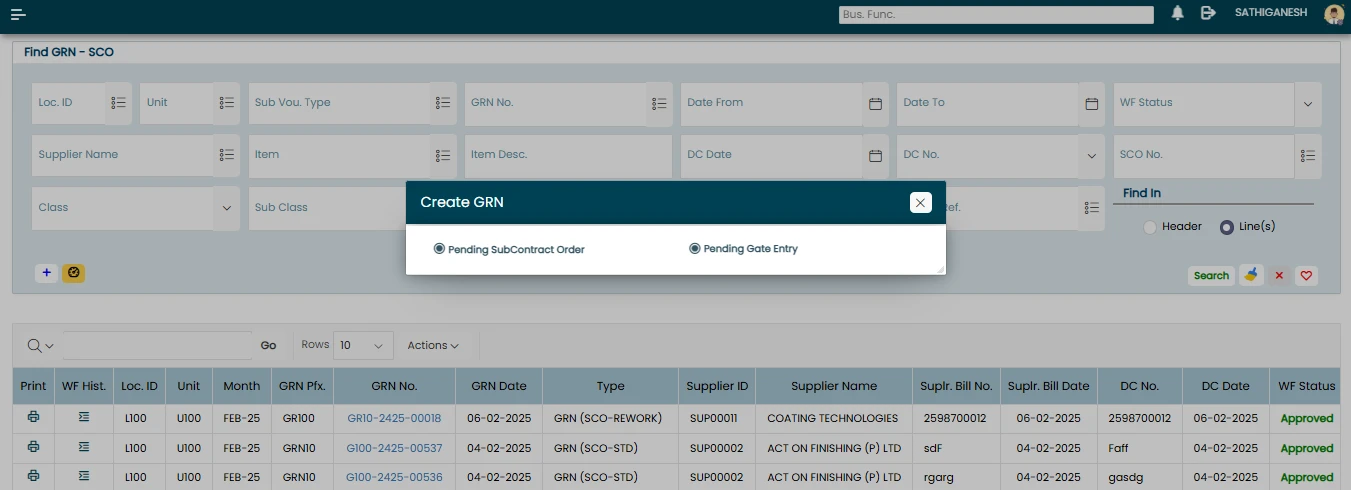 Bus. Func. SATHIGANESH
Find GRN - SCO
Loc. ID Unit Sub Vou. Type GRN No. Date From Date To WF Status
Supplier Name Item Item Desc. DC Date DC No. SCO No.
Class Sub Class ef. Find In
Create GRN
Header Line(s)
Pending SubContract Order Pending Gate Entry
+ Search
Go Rows 10 Actions
Print WF Hist. Loc. ID Unit Month GRN Pfx. GRN No. GRN Date Type Supplier ID Supplier Name Suplr. Bill No. Suplr. Bill Date DC No. DC Date WF Status
L100 U100 FEB-25 GR100 GR10-2425-00018 06-02-2025 GRN (SCO-REWORK) SUP00011 COATING TECHNOLOGIES 2598700012 06-02-2025 2598700012 06-02-2025 Approved
L100 U100 FEB-25 GRN10 G100-2425-00537 04-02-2025 GRN (SCO-STD) SUP00002 ACT ON FINISHING (P) LTD sdF 04-02-2025 Faff 04-02-2025 Approved
L100 U100 FEB-25 GRN10 G100-2425-00536 04-02-2025 GRN (SCO-STD) SUP00002 ACT ON FINISHING (P) LTD rgarg 04-02-2025 gasdg 04-02-2025 Approved